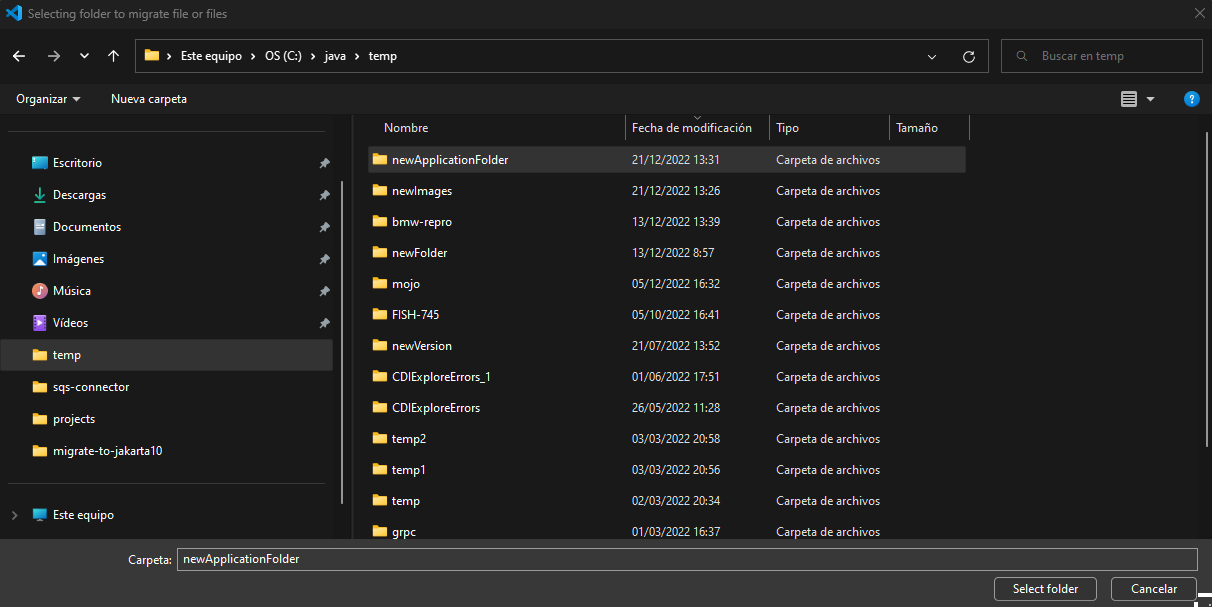 Selecting folder to migrate file or files
Este equipo OS (C:) java temp
Buscar en temp
Organizar Nueva carpeta
?
Nombre Fecha de modificación Tipo Tamaño
Escritorio
Descargas
Documentos
Imágenes
Música
Vídeos
temp
sqs-connector
projects
migrate-to-jakarta10
Este equipo
newApplicationFolder 21/12/2022 13:31 Carpeta de archivos
newImages 21/12/2022 13:26 Carpeta de archivos
bmw-repro 13/12/2022 13:39 Carpeta de archivos
newFolder 13/12/2022 8:57 Carpeta de archivos
mojo 05/12/2022 16:32 Carpeta de archivos
FISH-745 05/10/2022 16:41 Carpeta de archivos
newVersion 21/07/2022 13:52 Carpeta de archivos
CDIExploreErrors_1 01/06/2022 17:51 Carpeta de archivos
CDIExploreErrors 26/05/2022 11:28 Carpeta de archivos
temp2 03/03/2022 20:58 Carpeta de archivos
temp1 03/03/2022 20:56 Carpeta de archivos
temp 02/03/2022 20:34 Carpeta de archivos
grpc 01/03/2022 16:37 Carpeta de archivos
Carpeta: newApplicationFolder
Select folder Cancelar